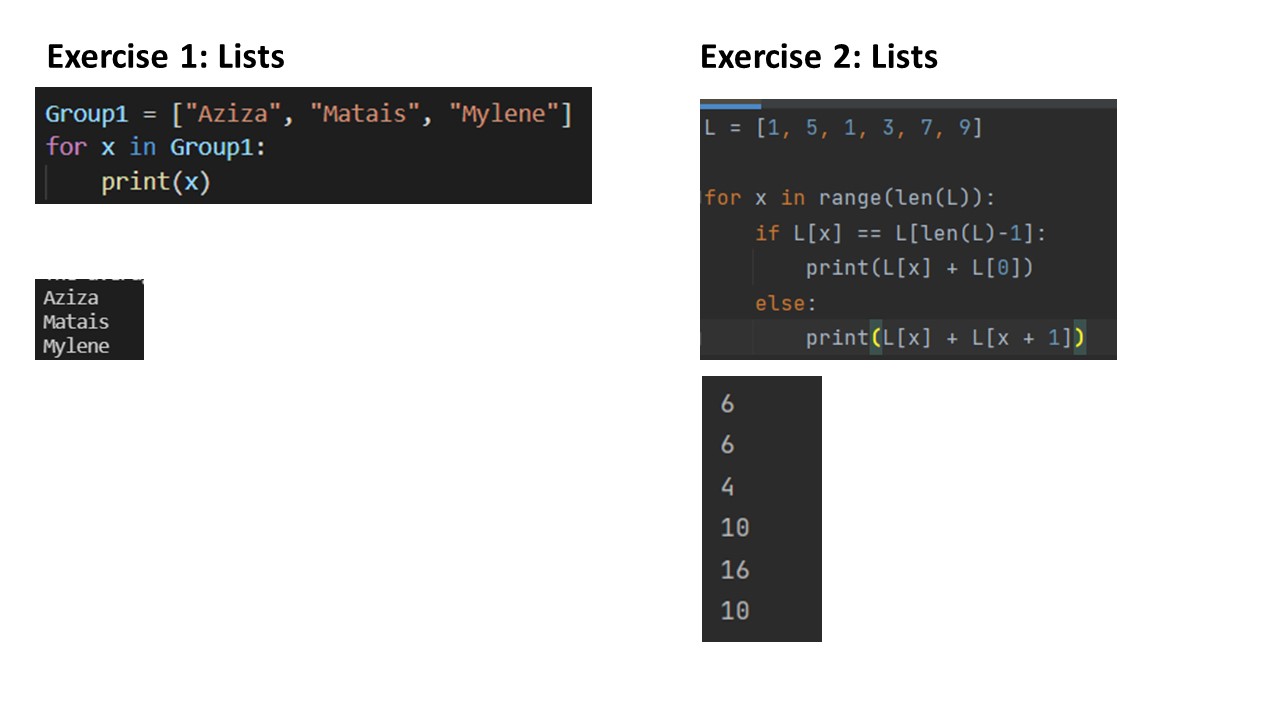 Exercise 1: Lists
Group1 = ["Aziza", "Matais", "Mylene"]
for x in Group1:
    print(x)
Aziza
Matais
Mylene
Exercise 2: Lists
L = [1, 5, 1, 3, 7, 9]
for x in range(len(L)):
    if L[x] == L[len(L)-1]:
        print(L[x] + L[0])
    else:
        print(L[x] + L[x + 1])
6
6
4
10
16
10